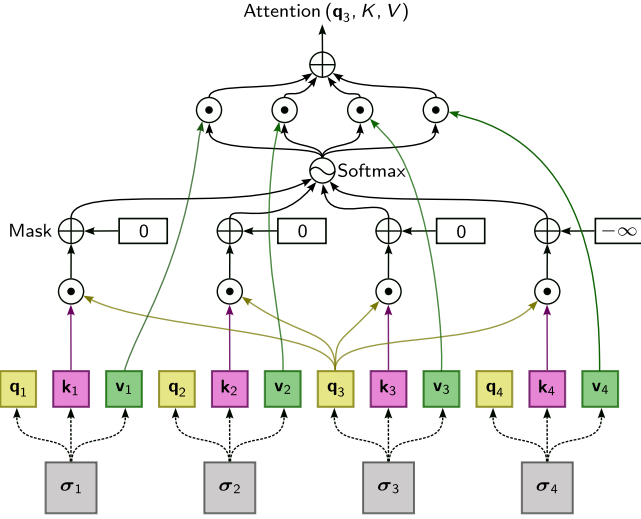 Attention (q₃, K, V)
Softmax
Mask 0 0 0 −∞
q₁ k₁ v₁ q₂ k₂ v₂ q₃ k₃ v₃ q₄ k₄ v₄
σ₁ σ₂ σ₃ σ₄